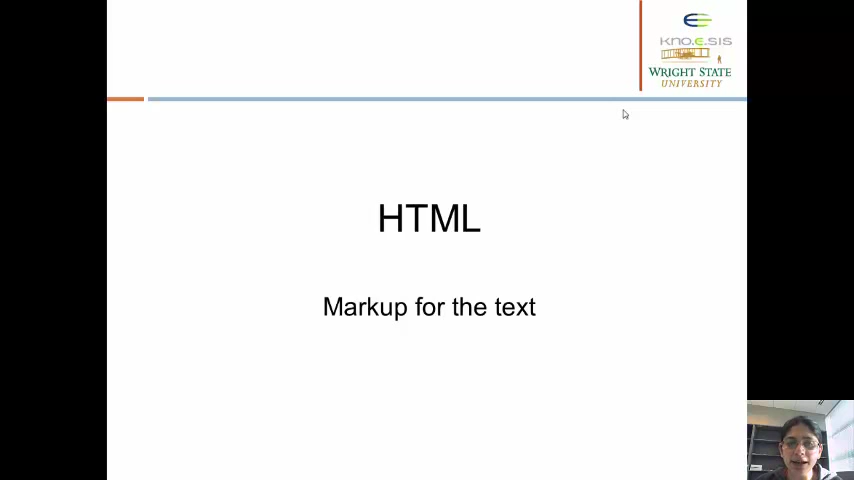 kno.e.sis
WRIGHT STATE
UNIVERSITY
HTML
Markup for the text